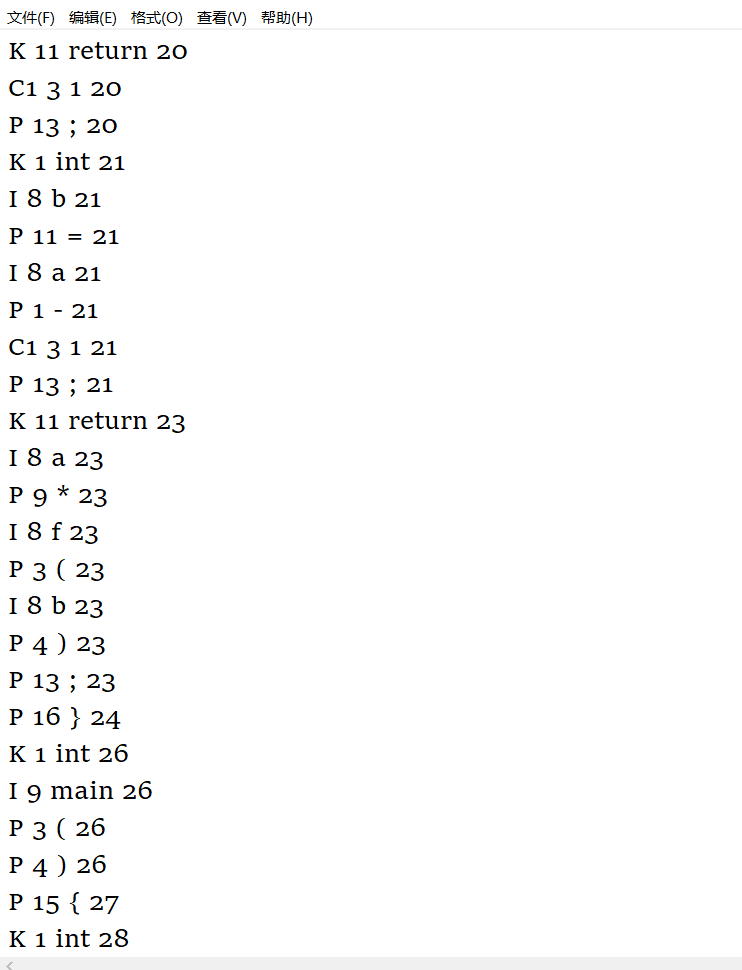 文件(F) 编辑(E) 格式(O) 查看(V) 帮助(H)
K 11 return 20
C1 3 1 20
P 13 ; 20
K 1 int 21
I 8 b 21
P 11 = 21
I 8 a 21
P 1 - 21
C1 3 1 21
P 13 ; 21
K 11 return 23
I 8 a 23
P 9 * 23
I 8 f 23
P 3 ( 23
I 8 b 23
P 4 ) 23
P 13 ; 23
P 16 } 24
K 1 int 26
I 9 main 26
P 3 ( 26
P 4 ) 26
P 15 { 27
K 1 int 28